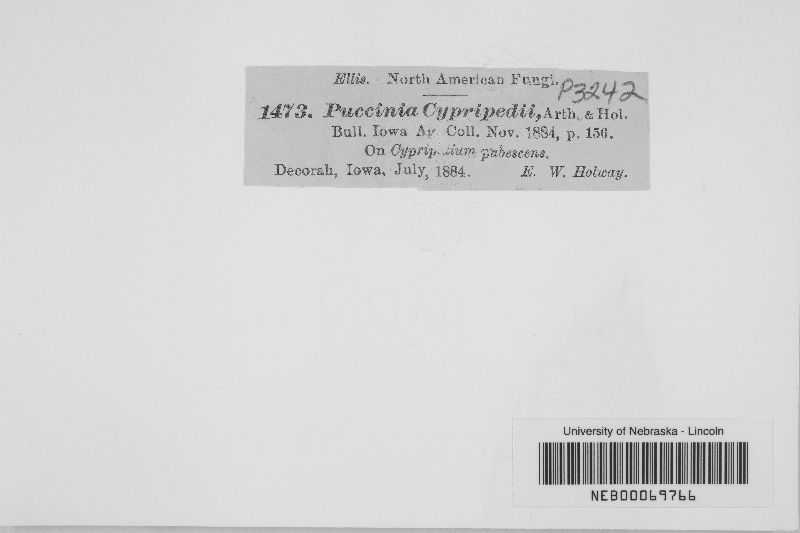 Ellis. - North American Fungi.
P3242
1473. Puccinia Cypripedii, Arth. & Hol.
Bull. Iowa Ag. Coll. Nov. 1884, p. 156.
On Cypripedium pubescens.
Decorah, Iowa, July, 1884. E. W. Holway.
University of Nebraska - Lincoln
NEB00069766